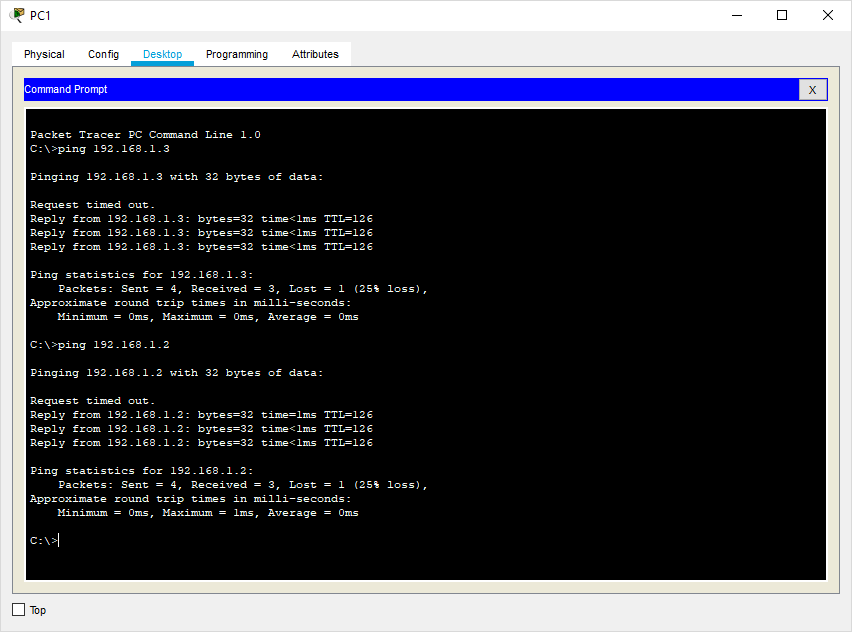 PC1
Physical Config Desktop Programming Attributes
Command Prompt X
Packet Tracer PC Command Line 1.0
C:\>ping 192.168.1.3
Pinging 192.168.1.3 with 32 bytes of data:
Request timed out.
Reply from 192.168.1.3: bytes=32 time<1ms TTL=126
Reply from 192.168.1.3: bytes=32 time<1ms TTL=126
Reply from 192.168.1.3: bytes=32 time<1ms TTL=126
Ping statistics for 192.168.1.3:
    Packets: Sent = 4, Received = 3, Lost = 1 (25% loss),
Approximate round trip times in milli-seconds:
    Minimum = 0ms, Maximum = 0ms, Average = 0ms
C:\>ping 192.168.1.2
Pinging 192.168.1.2 with 32 bytes of data:
Request timed out.
Reply from 192.168.1.2: bytes=32 time=1ms TTL=126
Reply from 192.168.1.2: bytes=32 time<1ms TTL=126
Reply from 192.168.1.2: bytes=32 time<1ms TTL=126
Ping statistics for 192.168.1.2:
    Packets: Sent = 4, Received = 3, Lost = 1 (25% loss),
Approximate round trip times in milli-seconds:
    Minimum = 0ms, Maximum = 1ms, Average = 0ms
C:\>
Top